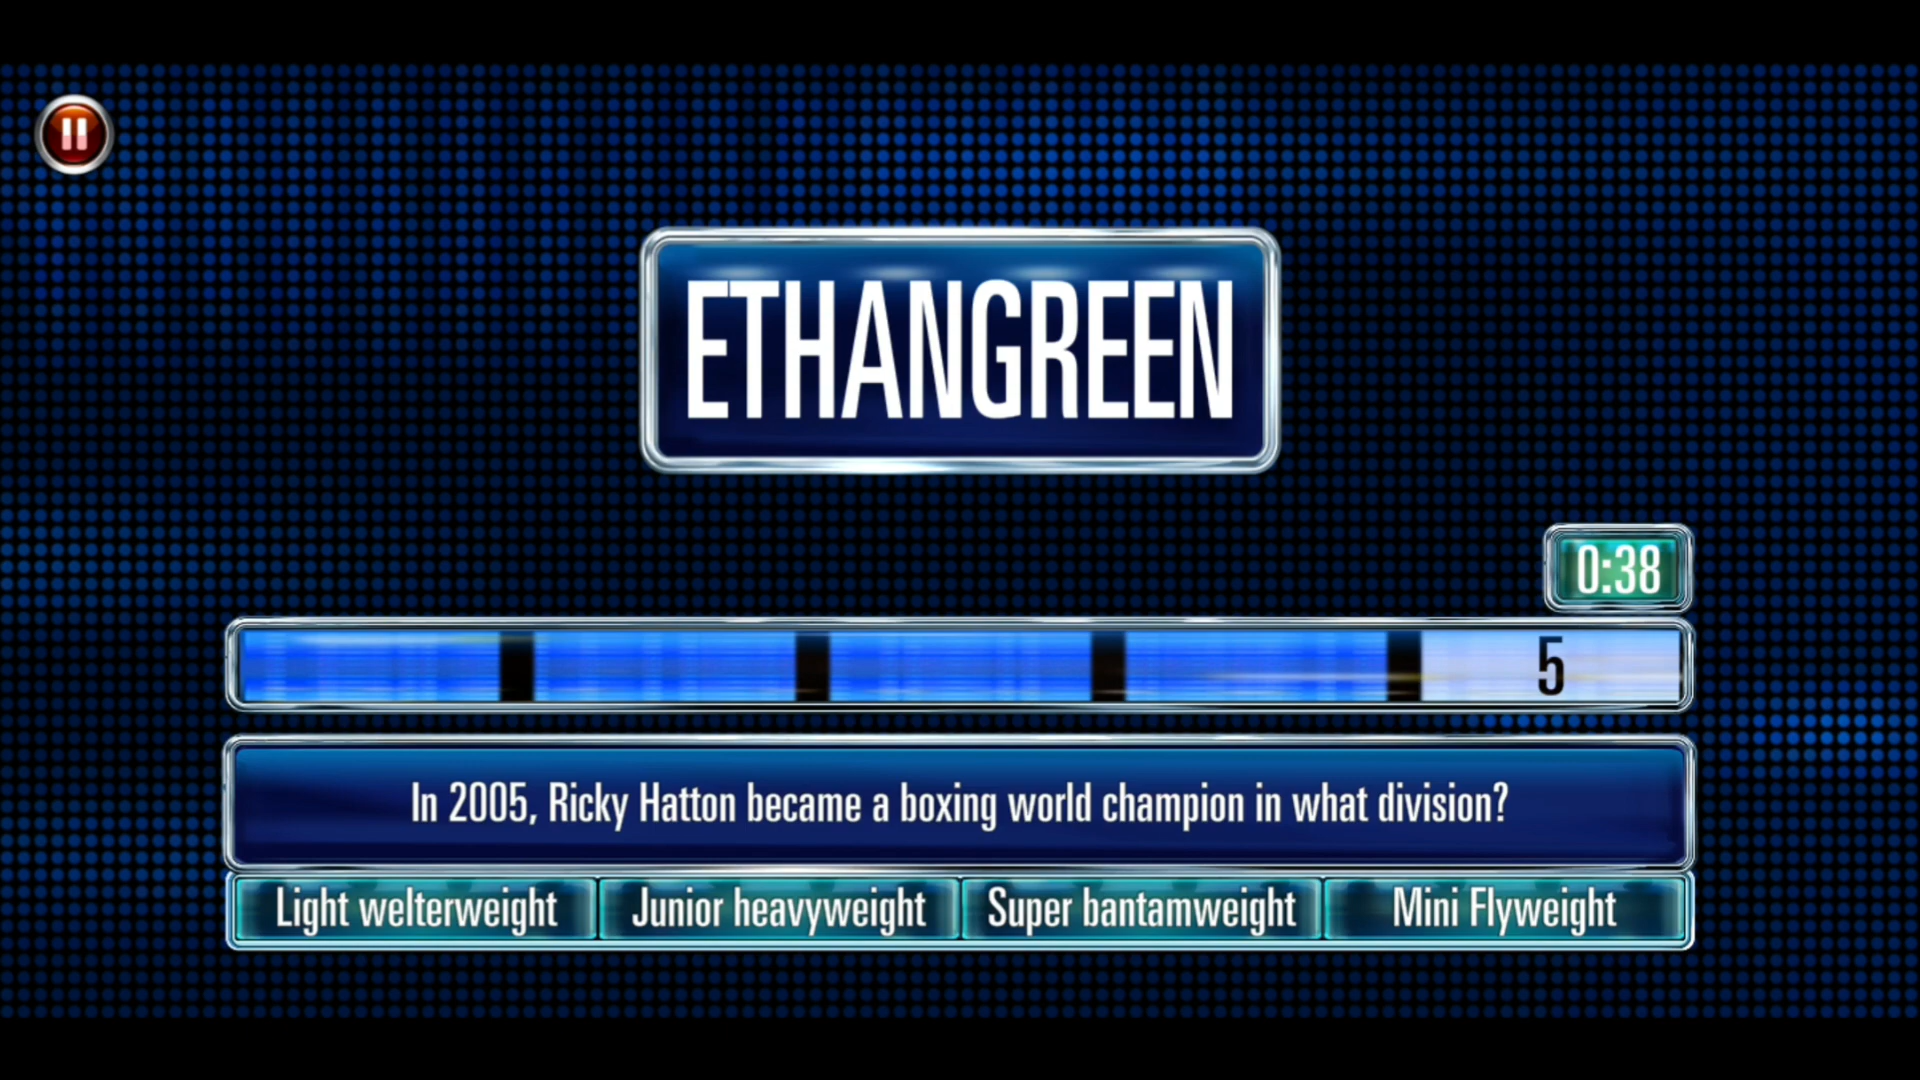 ETHANGREEN
0:38
5
In 2005, Ricky Hatton became a boxing world champion in what division?
Light welterweight
Junior heavyweight
Super bantamweight
Mini Flyweight